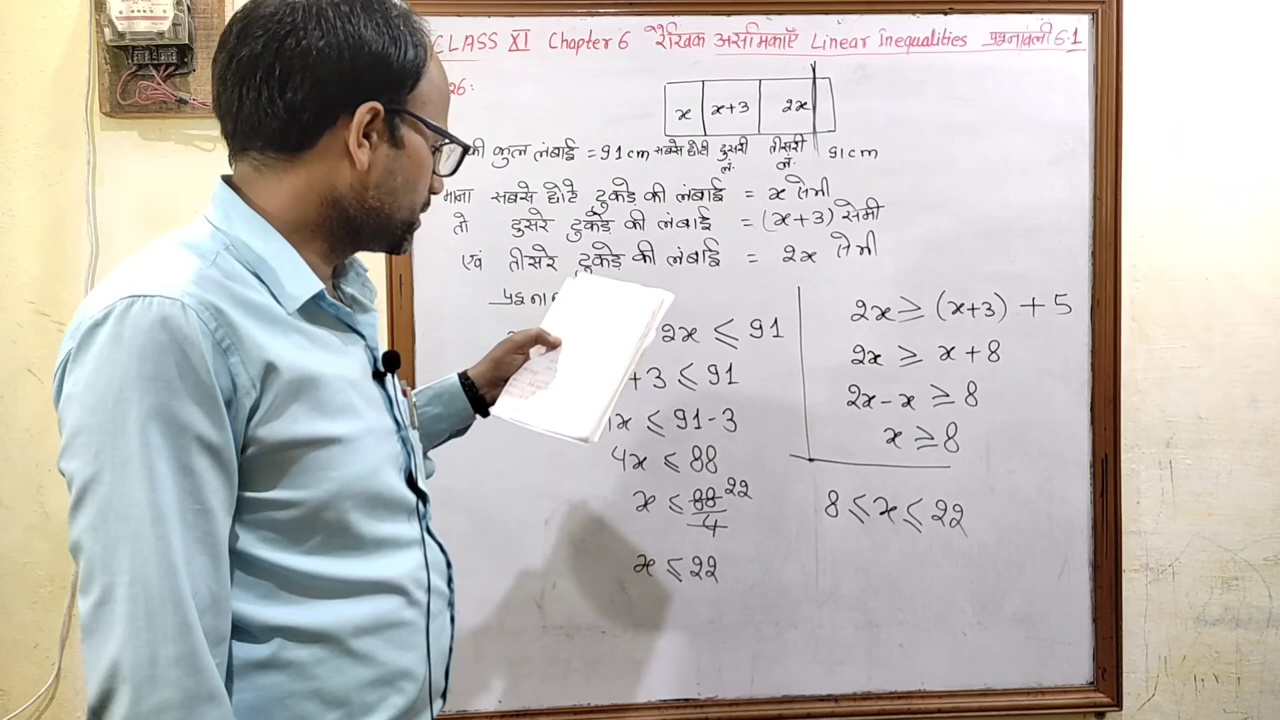 CLASS XI Chapter 6 रैखिक असमिकाएँ Linear Inequalities प्रश्नावली 6.1
26:
x x+3 2x
की कुल लंबाई = 91 cm सबसे छोटी दुसरी लं. तीसरी लं. 91cm
माना सबसे छोटे टुकड़े की लंबाई = x सेमी
तो दुसरे टुकड़े की लंबाई = (x+3) सेमी
एवं तीसरे टुकड़े की लंबाई = 2x सेमी
2x ⩽ 91
+3 ⩽ 91
x ⩽ 91-3
4x ⩽ 88
x ⩽ 88/4 22
x ⩽ 22
2x ⩾ (x+3) + 5
2x ⩾ x+8
2x-x ⩾ 8
x ⩾ 8
8 ⩽ x ⩽ 22